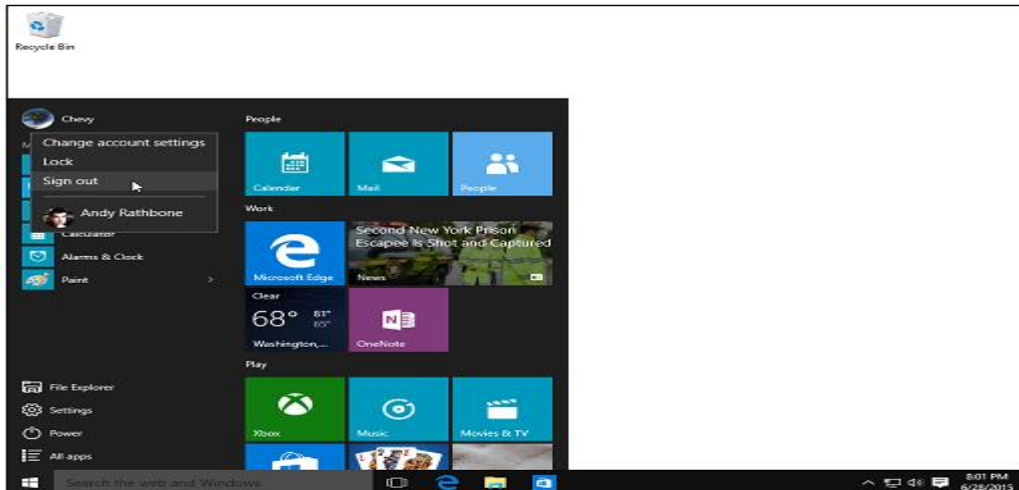 Recycle Bin
Chevy
Change account settings
Lock
Sign out
Andy Rathbone
Calculator
Alarms & Clock
Paint
File Explorer
Settings
Power
All apps
People
Calendar
Mail
People
Work
Microsoft Edge
Second New York Prison
Escapee Is Shot and Captured
News
Clear
68° 81°
65°
Washington,...
OneNote
Play
Xbox
Music
Movies & TV
Search the web and Windows
8:01 PM
6/28/2015